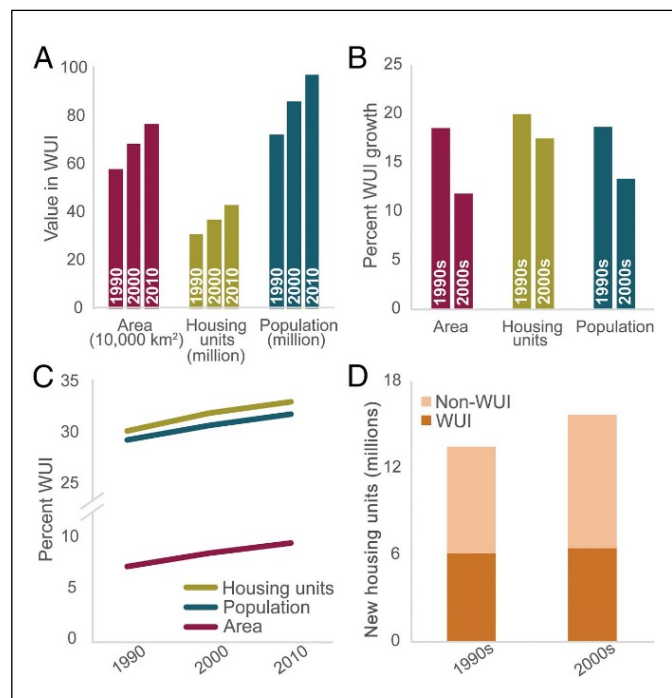 A
Value in WUI
100
80
60
40
20
0
1990
2000
2010
1990
2000
2010
1990
2000
2010
Area
(10,000 km²)
Housing
units
(million)
Population
(million)
B
Percent WUI growth
25
20
15
10
5
0
1990s
2000s
1990s
2000s
1990s
2000s
Area
Housing
units
Population
C
Percent WUI
35
30
25
10
5
0
Housing units
Population
Area
1990
2000
2010
D
New housing units (millions)
18
12
6
0
Non-WUI
WUI
1990s
2000s